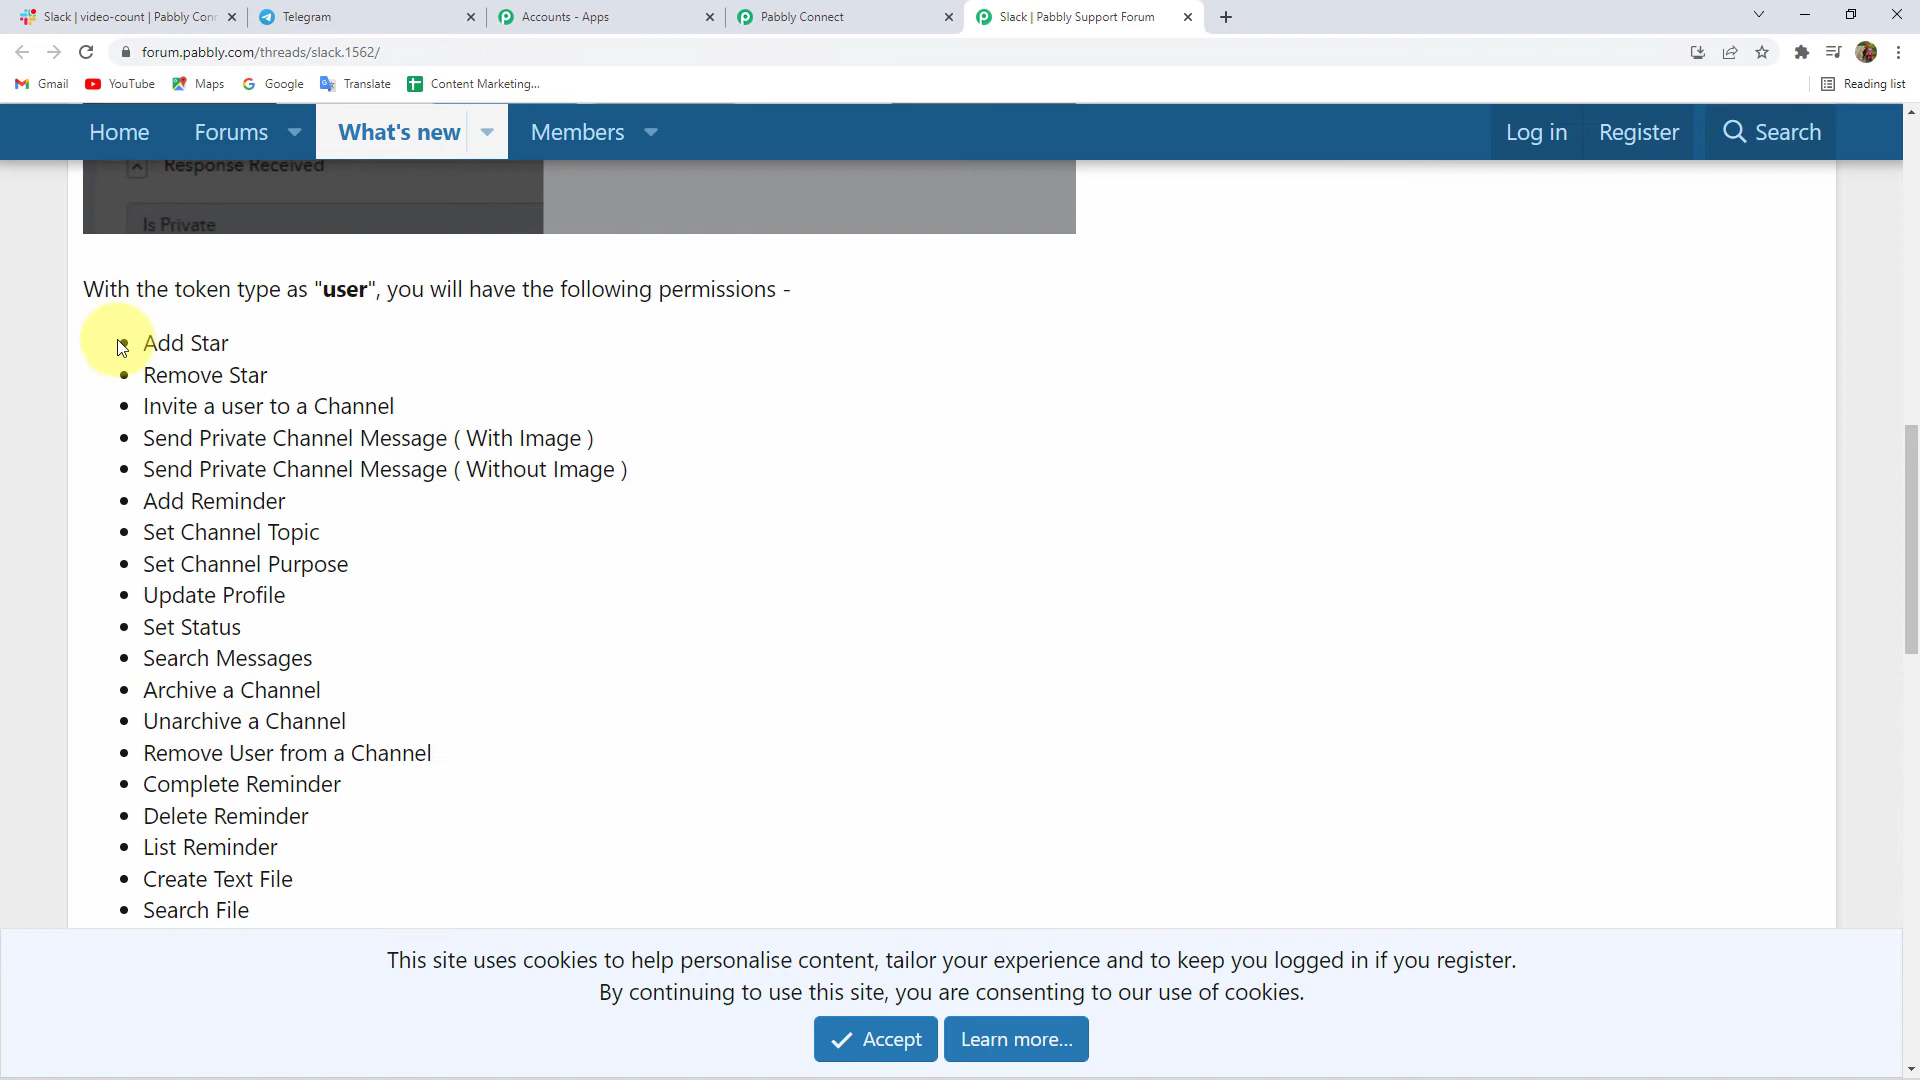 Slack | video-count | Pabbly Conn
Telegram
Accounts - Apps
Pabbly Connect
Slack | Pabbly Support Forum
forum.pabbly.com/threads/slack.1562/
Gmail
YouTube
Maps
Google
Translate
Content Marketing...
Reading list
Home
Forums
What's new
Members
Log in
Register
Search
Response Received
Is Private
With the token type as "user", you will have the following permissions -
• Add Star
• Remove Star
• Invite a user to a Channel
• Send Private Channel Message ( With Image )
• Send Private Channel Message ( Without Image )
• Add Reminder
• Set Channel Topic
• Set Channel Purpose
• Update Profile
• Set Status
• Search Messages
• Archive a Channel
• Unarchive a Channel
• Remove User from a Channel
• Complete Reminder
• Delete Reminder
• List Reminder
• Create Text File
• Search File
This site uses cookies to help personalise content, tailor your experience and to keep you logged in if you register.
By continuing to use this site, you are consenting to our use of cookies.
Accept
Learn more...